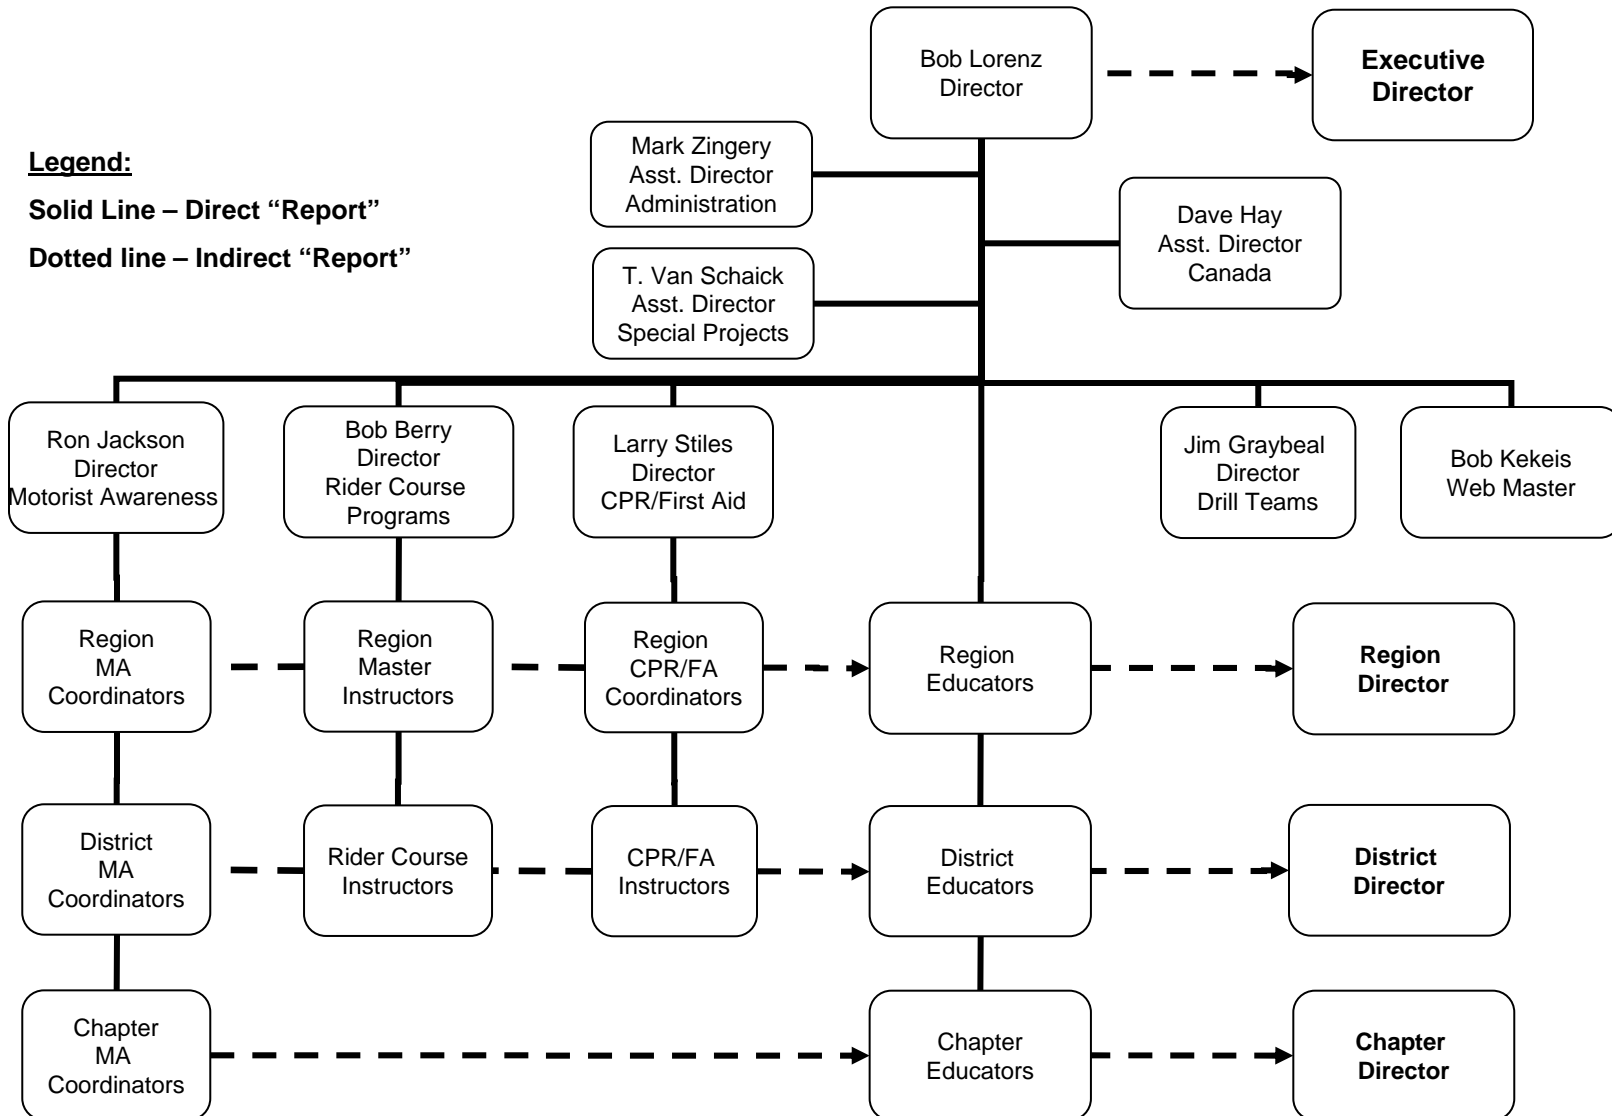 Bob Lorenz
Director
Executive
Director
Legend:
Solid Line – Direct “Report”
Dotted line – Indirect “Report”
Mark Zingery
Asst. Director
Administration
Dave Hay
Asst. Director
Canada
T. Van Schaick
Asst. Director
Special Projects
Ron Jackson
Director
Motorist Awareness
Bob Berry
Director
Rider Course
Programs
Larry Stiles
Director
CPR/First Aid
Jim Graybeal
Director
Drill Teams
Bob Kekeis
Web Master
Region
MA
Coordinators
Region
Master
Instructors
Region
CPR/FA
Coordinators
Region
Educators
Region
Director
District
MA
Coordinators
Rider Course
Instructors
CPR/FA
Instructors
District
Educators
District
Director
Chapter
MA
Coordinators
Chapter
Educators
Chapter
Director